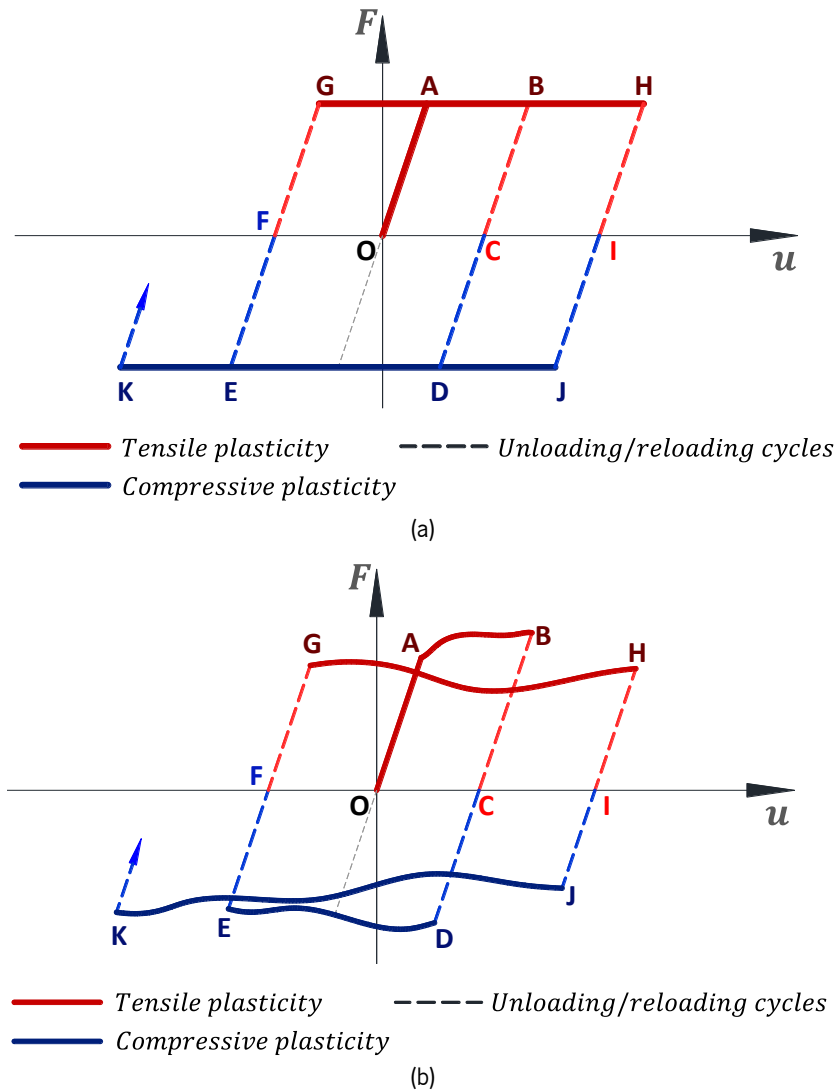 F
G A B H
F
O C I
u
K E D J
Tensile plasticity Unloading/reloading cycles
Compressive plasticity
(a)
F
G A B H
F
O C I
u
K E D J
Tensile plasticity Unloading/reloading cycles
Compressive plasticity
(b)